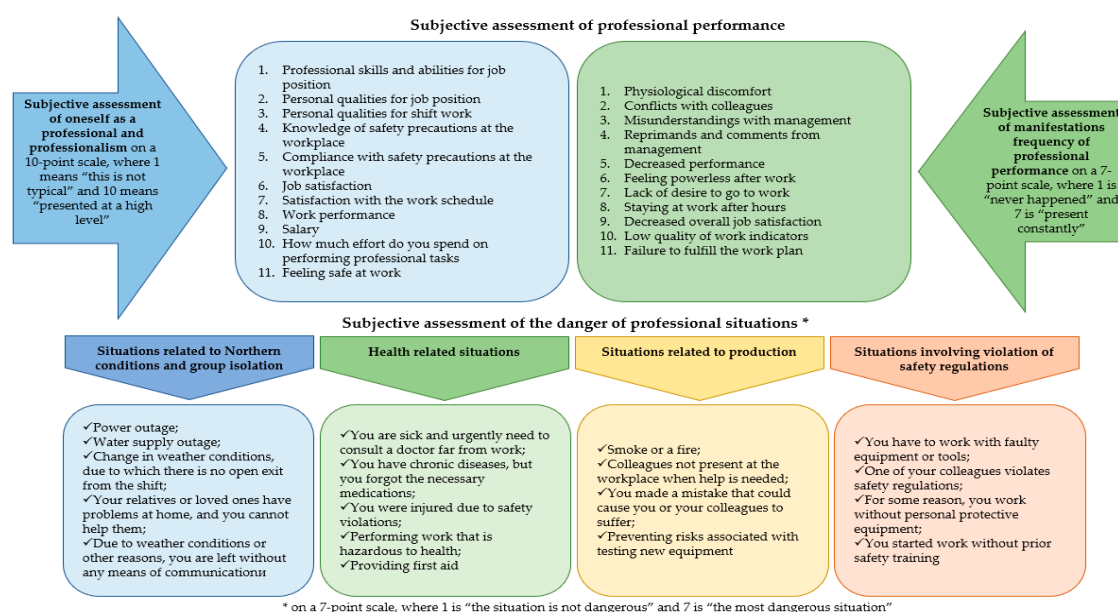 Subjective assessment of professional performance
Subjective assessment
of oneself as a
professional and
professionalism on a
10-point scale, where 1
means “this is not
typical” and 10 means
“presented at a high
level”
1. Professional skills and abilities for job
position
2. Personal qualities for job position
3. Personal qualities for shift work
4. Knowledge of safety precautions at the
workplace
5. Compliance with safety precautions at the
workplace
6. Job satisfaction
7. Satisfaction with the work schedule
8. Work performance
9. Salary
10. How much effort do you spend on
performing professional tasks
11. Feeling safe at work
1. Physiological discomfort
2. Conflicts with colleagues
3. Misunderstandings with management
4. Reprimands and comments from
management
5. Decreased performance
6. Feeling powerless after work
7. Lack of desire to go to work
8. Staying at work after hours
9. Decreased overall job satisfaction
10. Low quality of work indicators
11. Failure to fulfill the work plan
Subjective assessment
of manifestations
frequency of
professional
performance on a 7-
point scale, where 1 is
“never happened” and
7 is “present
constantly”
Subjective assessment of the danger of professional situations *
Situations related to Northern
conditions and group isolation
✓Power outage;
✓Water supply outage;
✓Change in weather conditions,
due to which there is no open exit
from the shift;
✓Your relatives or loved ones have
problems at home, and you cannot
help them;
✓Due to weather conditions or
other reasons, you are left without
any means of communicationи
Health related situations
✓You are sick and urgently need to
consult a doctor far from work;
✓You have chronic diseases, but
you forgot the necessary
medications;
✓You were injured due to safety
violations;
✓Performing work that is
hazardous to health;
✓Providing first aid
Situations related to production
✓Smoke or a fire;
✓Colleagues not present at the
workplace when help is needed;
✓You made a mistake that could
cause you or your colleagues to
suffer;
✓Preventing risks associated with
testing new equipment
Situations involving violation of
safety regulations
✓You have to work with faulty
equipment or tools;
✓One of your colleagues violates
safety regulations;
✓For some reason, you work
without personal protective
equipment;
✓You started work without prior
safety training
* on a 7-point scale, where 1 is “the situation is not dangerous” and 7 is “the most dangerous situation”